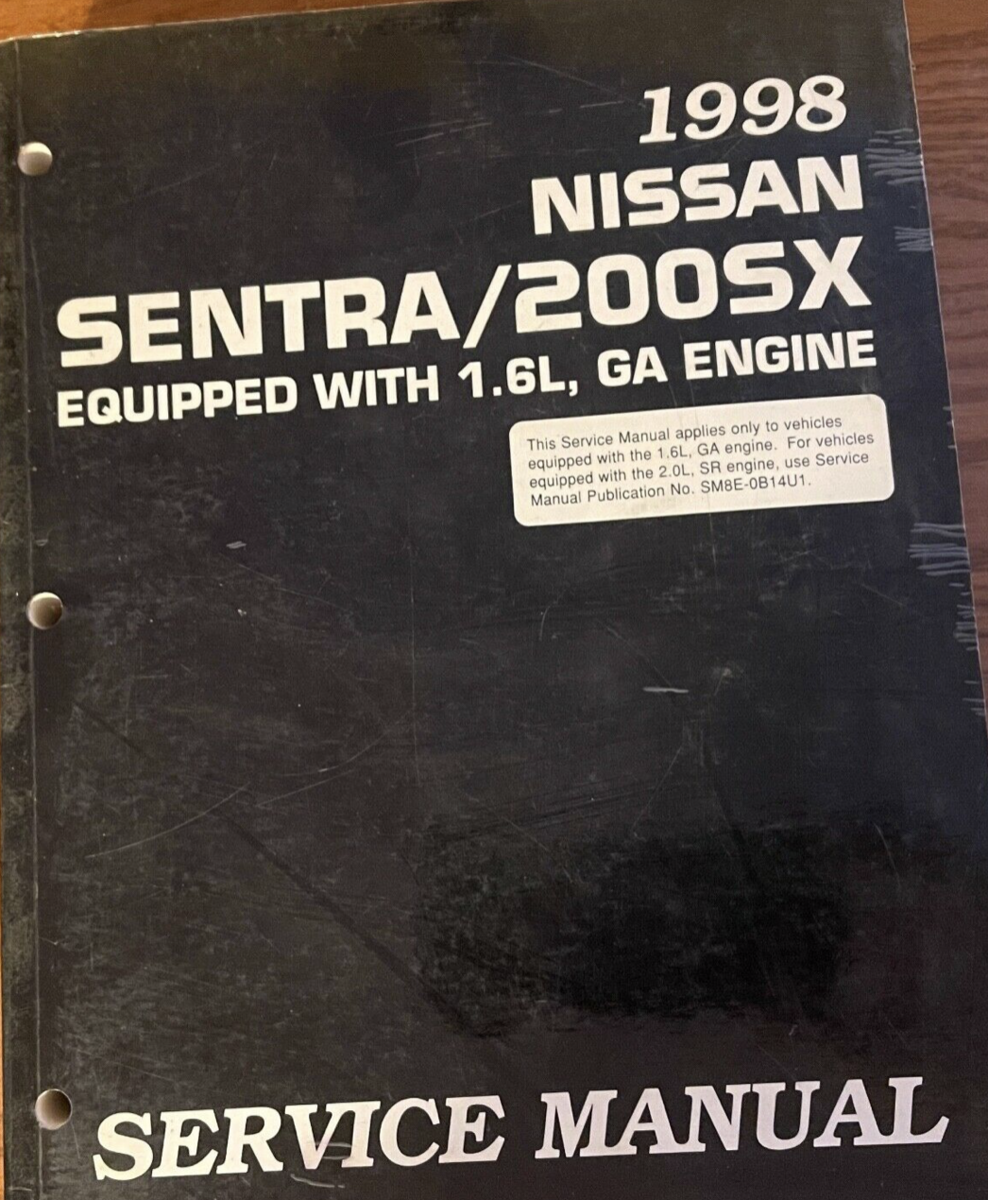 1998
NISSAN
SENTRA/200SX
EQUIPPED WITH 1.6L, GA ENGINE
This Service Manual applies only to vehicles
equipped with the 1.6L, GA engine. For vehicles
equipped with the 2.0L, SR engine, use Service
Manual Publication No. SM8E-0B14U1.
SERVICE MANUAL